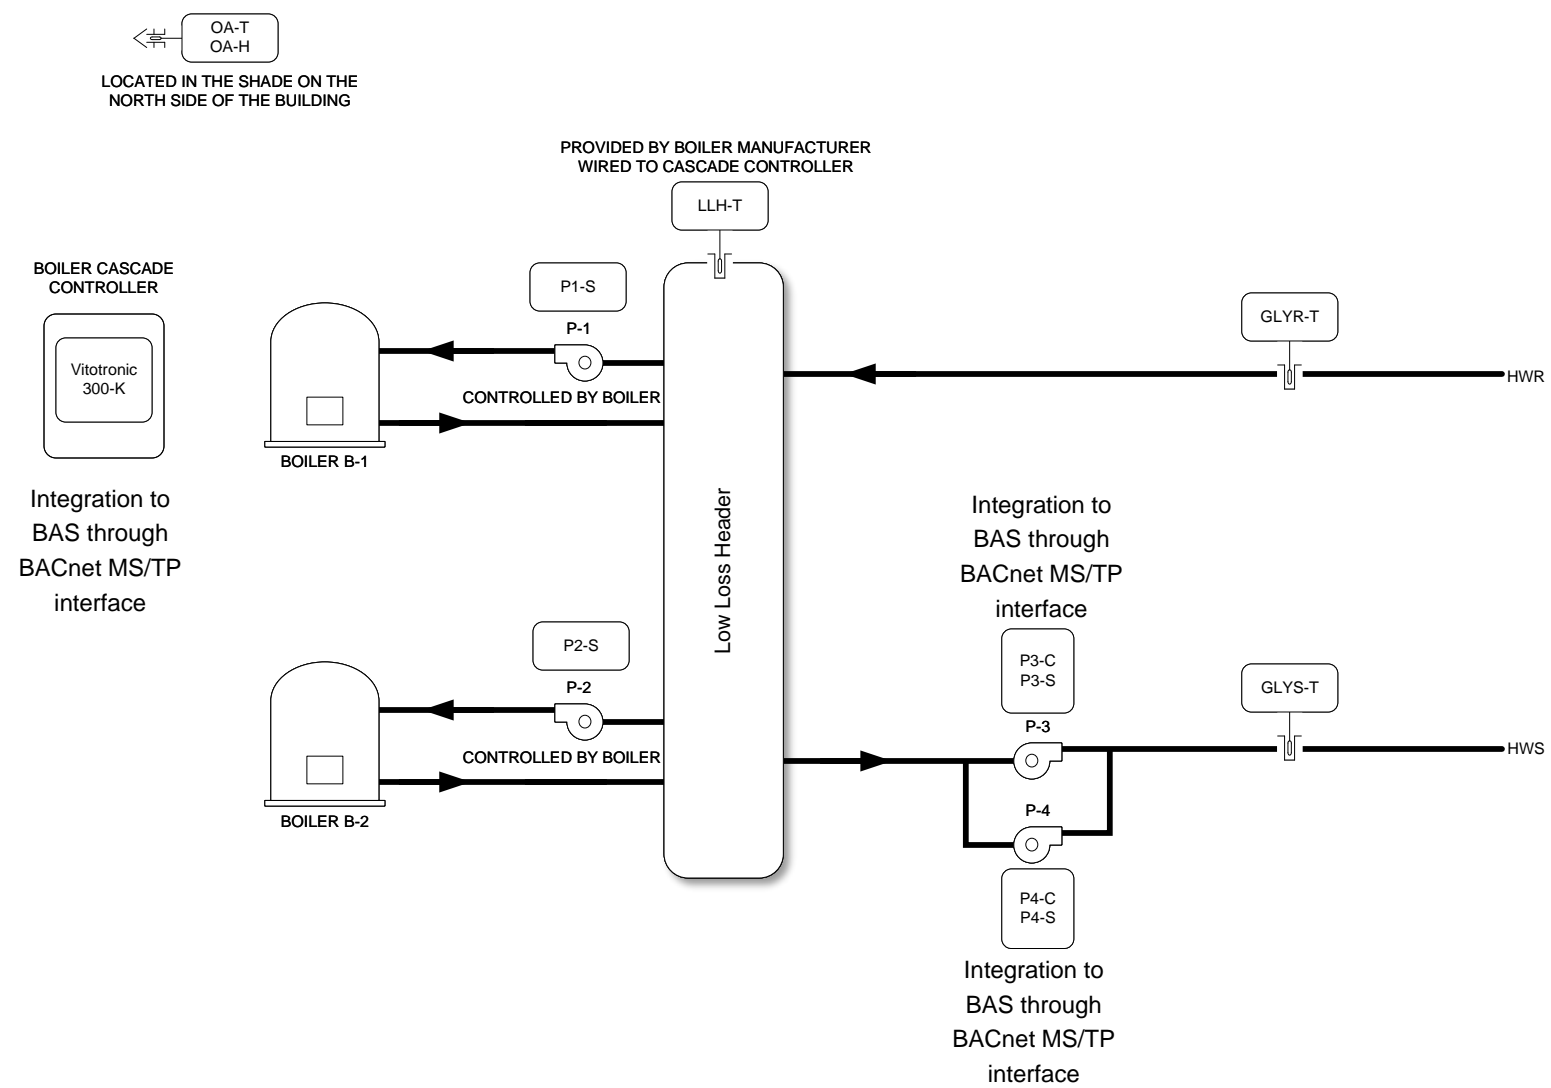 OA-T
OA-H
LOCATED IN THE SHADE ON THE
NORTH SIDE OF THE BUILDING
PROVIDED BY BOILER MANUFACTURER
WIRED TO CASCADE CONTROLLER
LLH-T
BOILER CASCADE
CONTROLLER
Vitotronic
300-K
Integration to
BAS through
BACnet MS/TP
interface
P1-S
P-1
CONTROLLED BY BOILER
BOILER B-1
GLYR-T
HWR
Low Loss Header
P2-S
P-2
CONTROLLED BY BOILER
BOILER B-2
Integration to
BAS through
BACnet MS/TP
interface
P3-C
P3-S
P-3
GLYS-T
HWS
P-4
P4-C
P4-S
Integration to
BAS through
BACnet MS/TP
interface